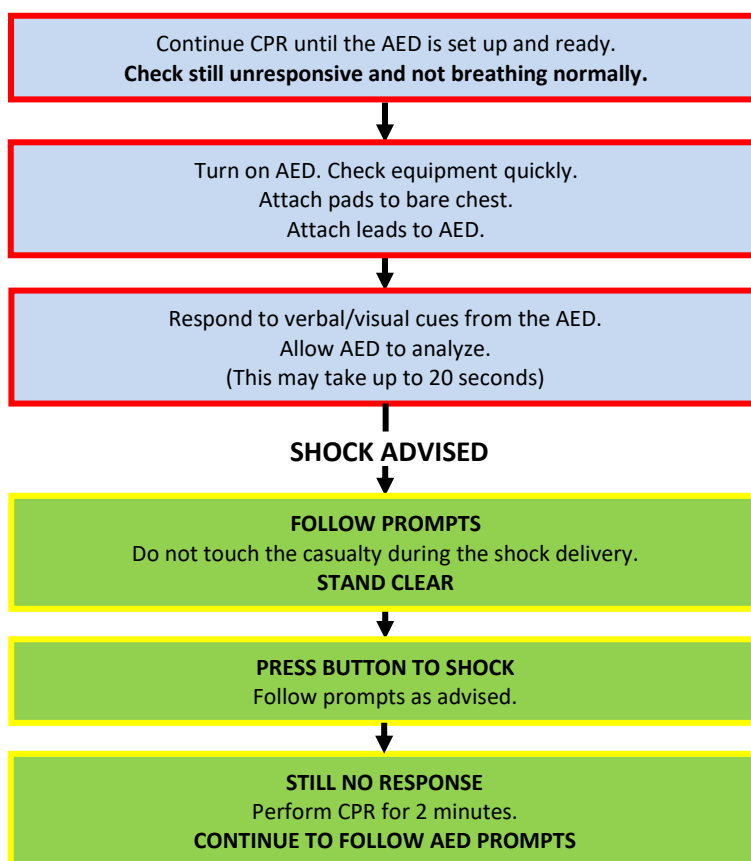 Continue CPR until the AED is set up and ready.
Check still unresponsive and not breathing normally.
Turn on AED. Check equipment quickly.
Attach pads to bare chest.
Attach leads to AED.
Respond to verbal/visual cues from the AED.
Allow AED to analyze.
(This may take up to 20 seconds)
SHOCK ADVISED
FOLLOW PROMPTS
Do not touch the casualty during the shock delivery.
STAND CLEAR
PRESS BUTTON TO SHOCK
Follow prompts as advised.
STILL NO RESPONSE
Perform CPR for 2 minutes.
CONTINUE TO FOLLOW AED PROMPTS